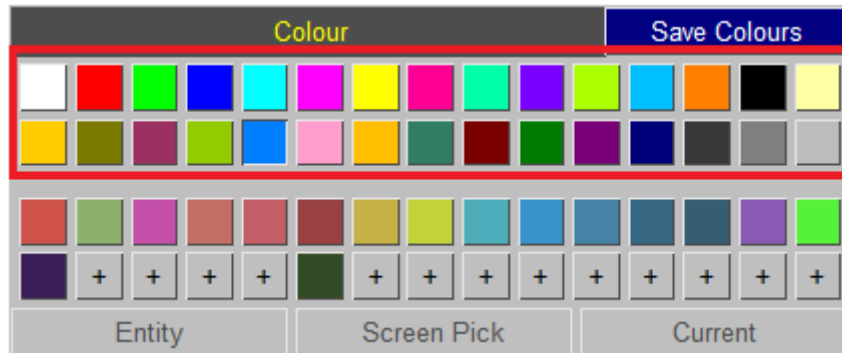 Colour Save Colours
+ + + + + + + + + + + + +
Entity Screen Pick Current